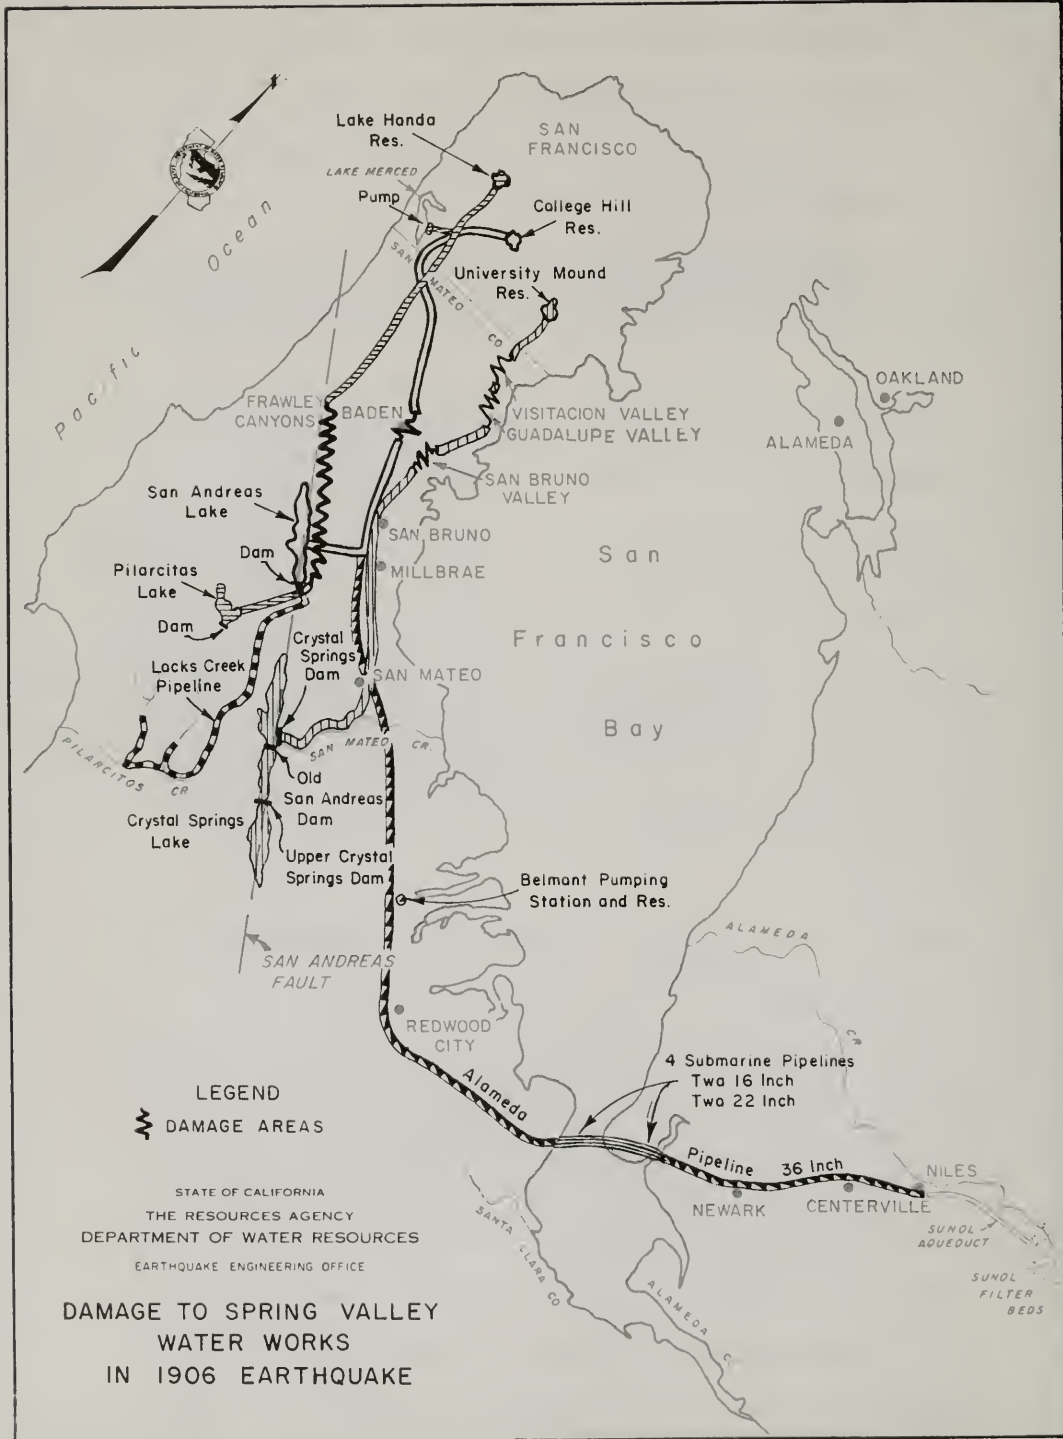 Lake Honda
Res.
SAN
FRANCISCO
LAKE MERCED
Pump
College Hill
Res.
Ocean
SAN MATEO CO
University Mound
Res.
Pacific
OAKLAND
ALAMEDA
FRAWLEY
CANYONS
BADEN
VISITACION VALLEY
GUADALUPE VALLEY
SAN BRUNO
VALLEY
San Andreas
Lake
SAN BRUNO
San
Dam
MILLBRAE
Pilarcitas
Lake
Dam
Francisco
Crystal
Springs
Dam
Locks Creek
Pipeline
SAN MATEO
Bay
SAN MATEO CR.
PILARCITOS CR
Old
San Andreas
Dam
Crystal Springs
Lake
Upper Crystal
Springs Dam
Belmont Pumping
Station and Res.
ALAMEDA CR
SAN ANDREAS
FAULT
REDWOOD
CITY
4 Submarine Pipelines
Two 16 Inch
Two 22 Inch
Alameda Pipeline 36 Inch
NILES
NEWARK
CENTERVILLE
SUNOL
AQUEDUCT
SUNOL
FILTER
BEDS
SANTA CLARA CO
ALAMEDA C.
LEGEND
DAMAGE AREAS
STATE OF CALIFORNIA
THE RESOURCES AGENCY
DEPARTMENT OF WATER RESOURCES
EARTHQUAKE ENGINEERING OFFICE
DAMAGE TO SPRING VALLEY
WATER WORKS
IN 1906 EARTHQUAKE